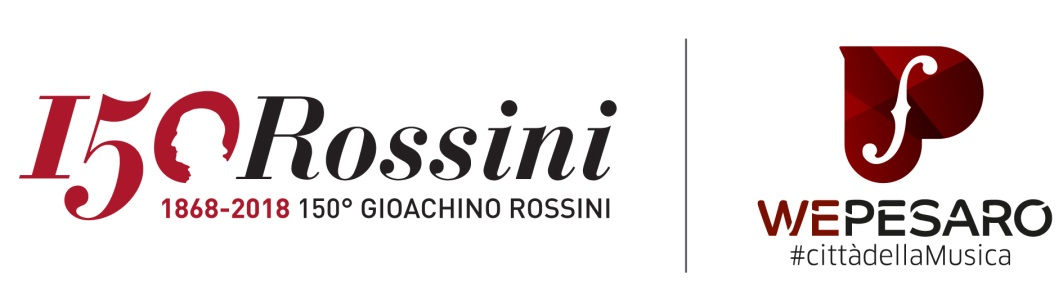 150Rossini
1868-2018 150° GIOACHINO ROSSINI
WEPESARO
#cittàdellaMusica